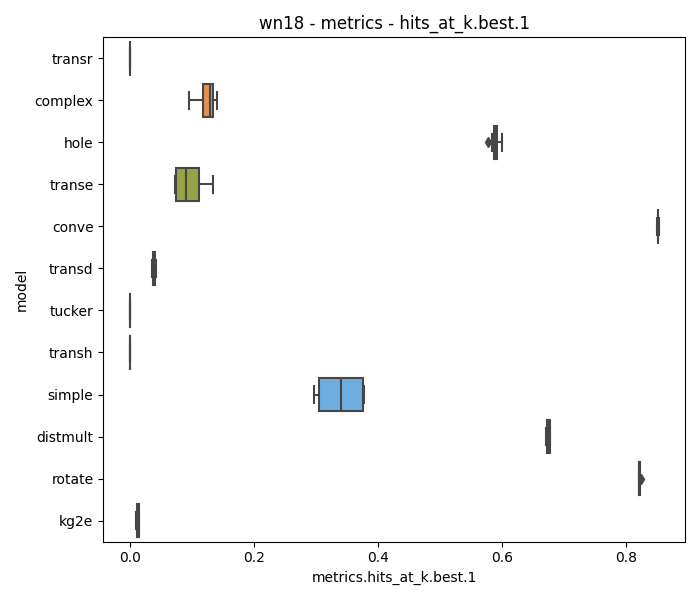 wn18 - metrics - hits_at_k.best.1
transr
complex
hole
transe
conve
transd
tucker
transh
simple
distmult
rotate
kg2e
model
0.0 0.2 0.4 0.6 0.8
metrics.hits_at_k.best.1